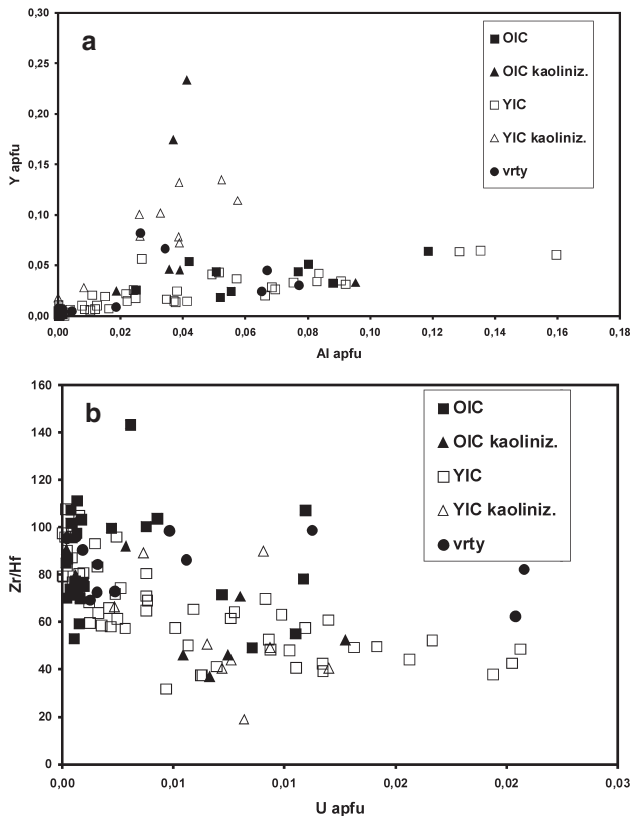 0,30
0,25
0,20
0,15
0,10
0,05
0,00
Y apfu
a
OIC
OIC kaoliniz.
YIC
YIC kaoliniz.
vrty
0,00 0,02 0,04 0,06 0,08 0,10 0,12 0,14 0,16 0,18
Al apfu
160
140
120
100
80
60
40
20
0
Zr/Hf
b
OIC
OIC kaoliniz.
YIC
YIC kaoliniz.
vrty
0,00 0,01 0,01 0,02 0,02 0,03
U apfu